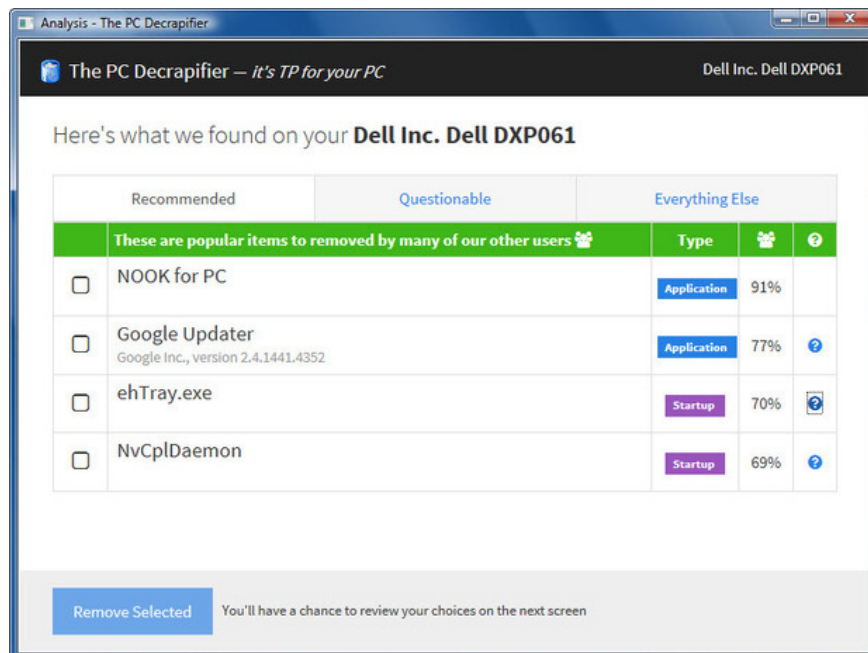 Analysis - The PC Decrapifier
The PC Decrapifier — it's TP for your PC
Dell Inc. Dell DXP061
Here's what we found on your Dell Inc. Dell DXP061
Recommended
Questionable
Everything Else
These are popular items to removed by many of our other users
Type
NOOK for PC
Application
91%
Google Updater
Google Inc., version 2.4.1441.4352
Application
77%
ehTray.exe
Startup
70%
NvCplDaemon
Startup
69%
Remove Selected
You'll have a chance to review your choices on the next screen